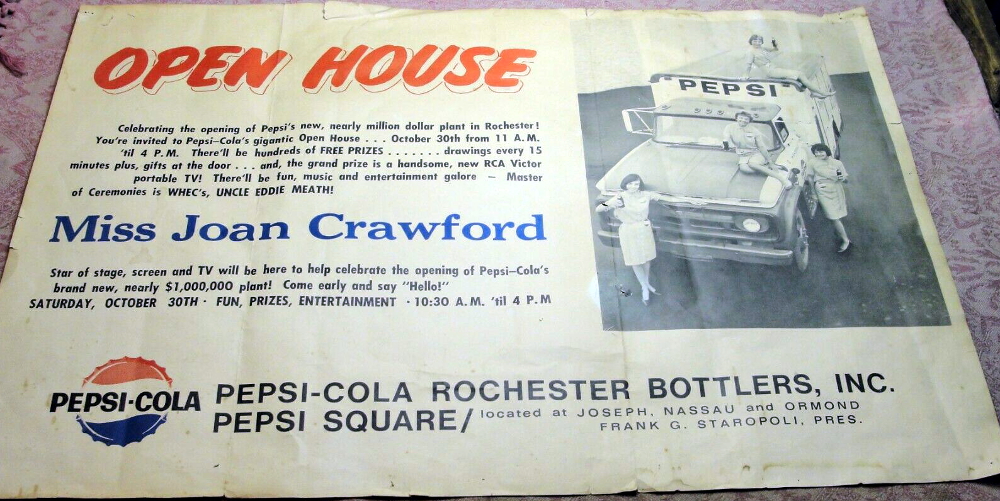 OPEN HOUSE
Celebrating the opening of Pepsi's new, nearly million dollar plant in Rochester!
You're invited to Pepsi-Cola's gigantic Open House . . . October 30th from 11 A.M.
'til 4 P.M. There'll be hundreds of FREE PRIZES . . . . . . . drawings every 15
minutes plus, gifts at the door . . . and, the grand prize is a handsome, new RCA Victor
portable TV! There'll be fun, music and entertainment galore — Master
of Ceremonies is WHEC's, UNCLE EDDIE MEATH!
Miss Joan Crawford
Star of stage, screen and TV will be here to help celebrate the opening of Pepsi-Cola's
brand new, nearly $1,000,000 plant! Come early and say "Hello!"
SATURDAY, OCTOBER 30TH · FUN, PRIZES, ENTERTAINMENT · 10:30 A.M. 'til 4 P.M
PEPSI
PEPSI-COLA
PEPSI-COLA ROCHESTER BOTTLERS, INC.
PEPSI SQUARE/ located at JOSEPH, NASSAU and ORMOND
FRANK G. STAROPOLI, PRES.